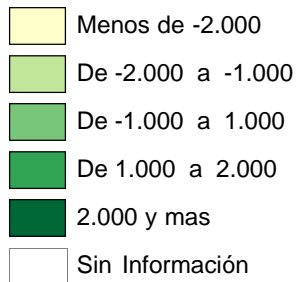 Menos de -2.000
De -2.000 a -1.000
De -1.000 a 1.000
De 1.000 a 2.000
2.000 y mas
Sin Información